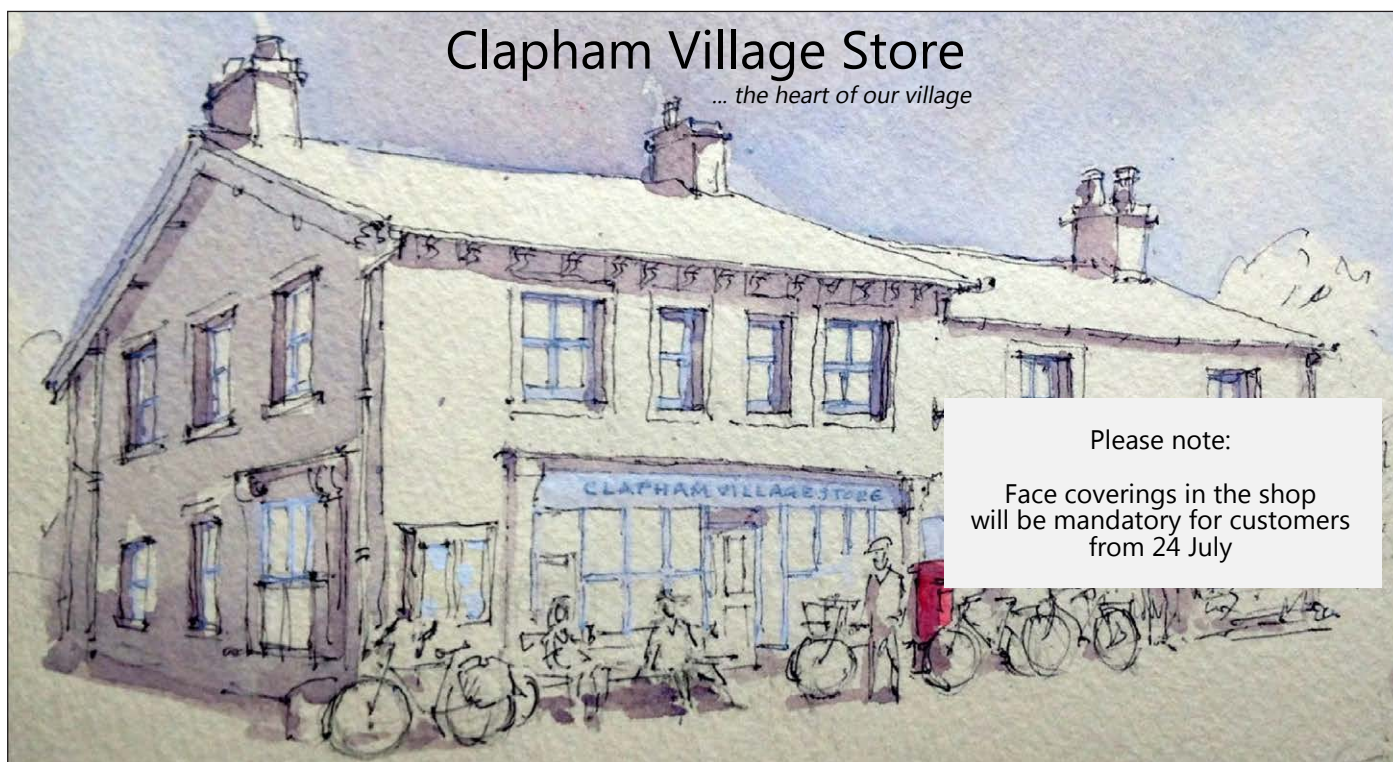 Clapham Village Store
... the heart of our village
CLAPHAM VILLAGE STORE
Please note:
Face coverings in the shop
will be mandatory for customers
from 24 July